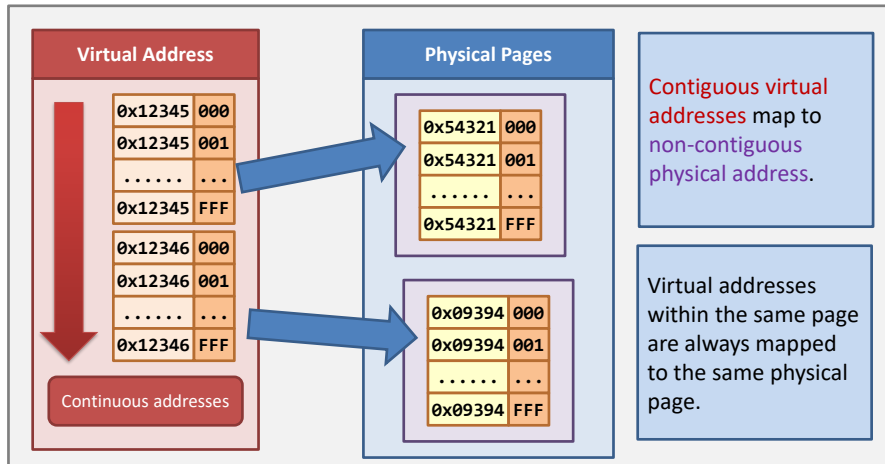 Virtual Address
0x12345 000
0x12345 001
...... ...
0x12345 FFF
0x12346 000
0x12346 001
...... ...
0x12346 FFF
Continuous addresses
Physical Pages
0x54321 000
0x54321 001
...... ...
0x54321 FFF
0x09394 000
0x09394 001
...... ...
0x09394 FFF
Contiguous virtual
addresses map to
non-contiguous
physical address.
Virtual addresses
within the same page
are always mapped
to the same physical
page.